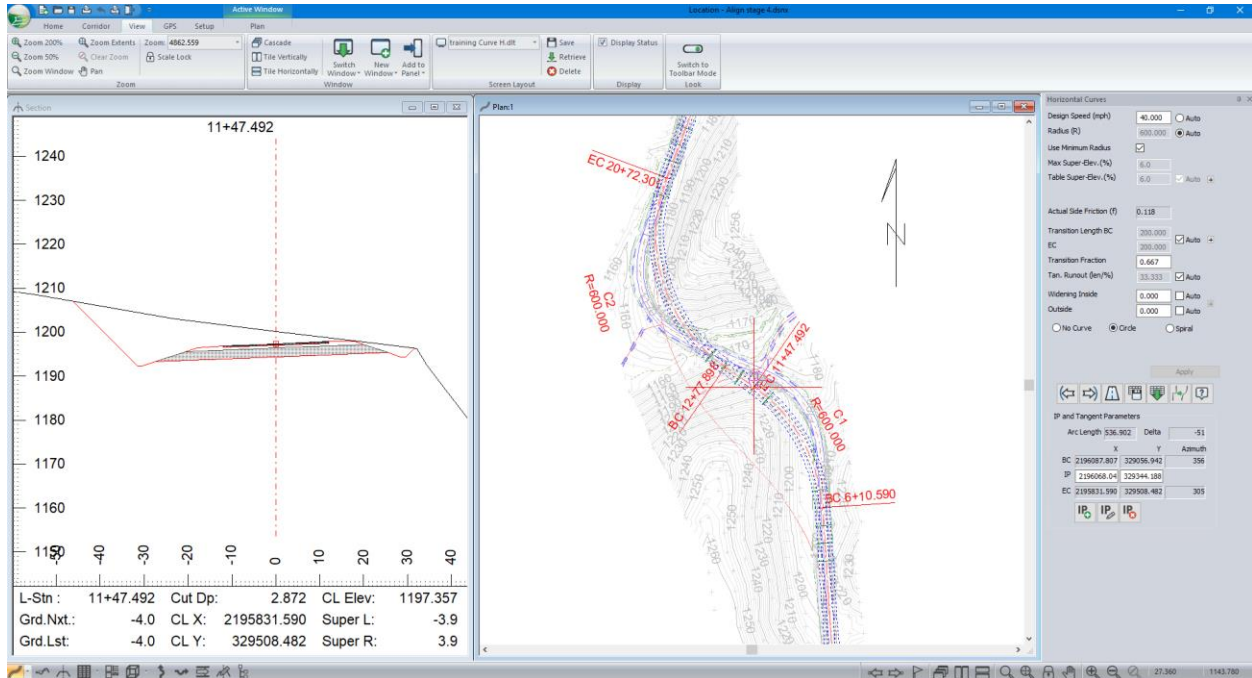 Active Window
Location - Align stage 4.dsnx
Home Corridor View GPS Setup Plan
Zoom 200% Zoom Extents Zoom: 4862.559
Zoom 50% Clear Zoom Scale Lock
Zoom Window Pan
Zoom
Cascade
Tile Vertically
Tile Horizontally
Switch Window
New Window
Add to Panel
Window
training Curve H.dlt
Save
Retrieve
Delete
Screen Layout
Display Status
Display
Switch to Toolbar Mode
Look
Section
11+47.492
1240
1230
1220
1210
1200
1190
1180
1170
1160
1150
-50 -40 -30 -20 -10 0 10 20 30 40
L-Stn : 11+47.492 Cut Dp: 2.872 CL Elev: 1197.357
Grd.Nxt.: -4.0 CL X: 2195831.590 Super L: -3.9
Grd.Lst: -4.0 CL Y: 329508.482 Super R: 3.9
Plan:1
EC 20+72.30
C2
R=600.000
BC 12+77.898
EC 11+47.492
C1
R=600.000
BC 6+10.590
N
Horizontal Curves
Design Speed (mph) 40.000 Auto
Radius (R) 600.000 Auto
Use Minimum Radius
Max Super-Elev.(%) 6.0
Table Super-Elev.(%) 6.0 Auto
Actual Side Friction (f) 0.118
Transition Length BC 200.000 Auto
EC 200.000
Transition Fraction 0.667
Tan. Runout (len/%) 33.333 Auto
Widening Inside 0.000 Auto
Outside 0.000 Auto
No Curve Circle Spiral
Apply
IP and Tangent Parameters
Arc Length 536.902 Delta -51
X Y Azimuth
BC 2196087.807 329056.942 356
IP 2196068.04 329344.188
EC 2195831.590 329508.482 305
IP IP IP
27.360 1143.780